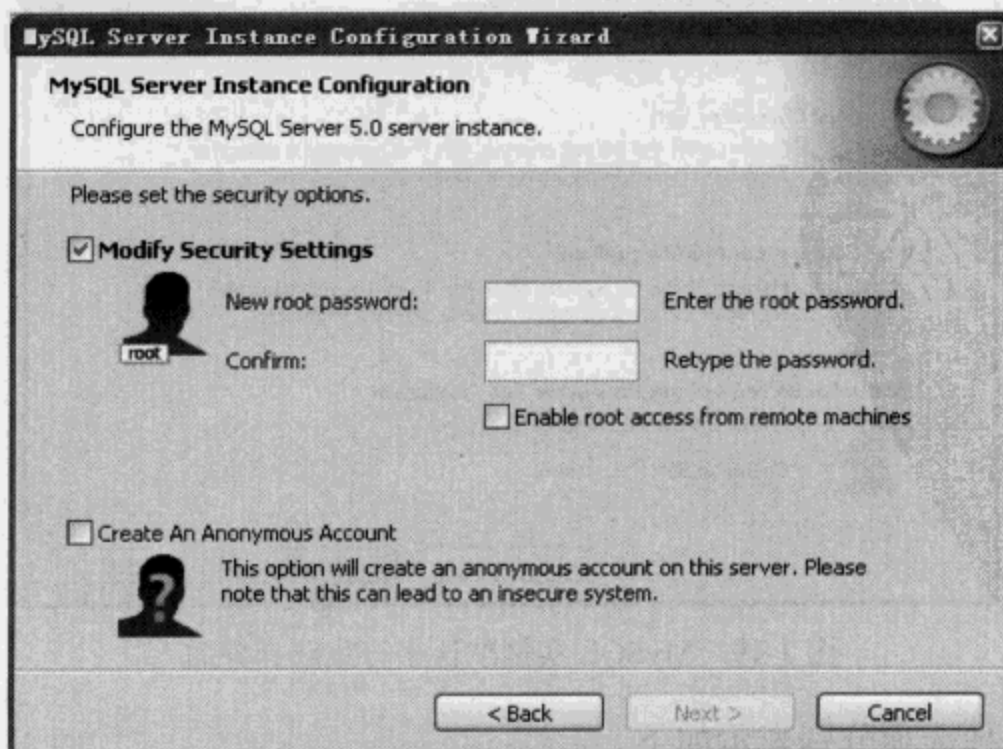 MySQL Server Instance Configuration Wizard
MySQL Server Instance Configuration
Configure the MySQL Server 5.0 server instance.
Please set the security options.
Modify Security Settings
root
New root password:
Enter the root password.
Confirm:
Retype the password.
Enable root access from remote machines
Create An Anonymous Account
?
This option will create an anonymous account on this server. Please
note that this can lead to an insecure system.
< Back
Next >
Cancel